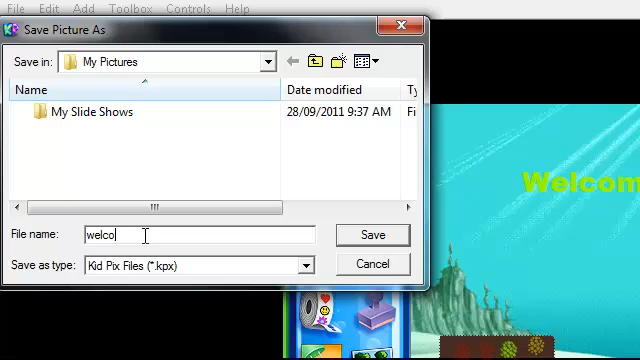 File Edit Add Toolbox Controls Help
Save Picture As
Save in: My Pictures
Name Date modified Ty
My Slide Shows 28/09/2011 9:37 AM Fi
Welcom
File name: welco Save
Save as type: Kid Pix Files (*.kpx) Cancel